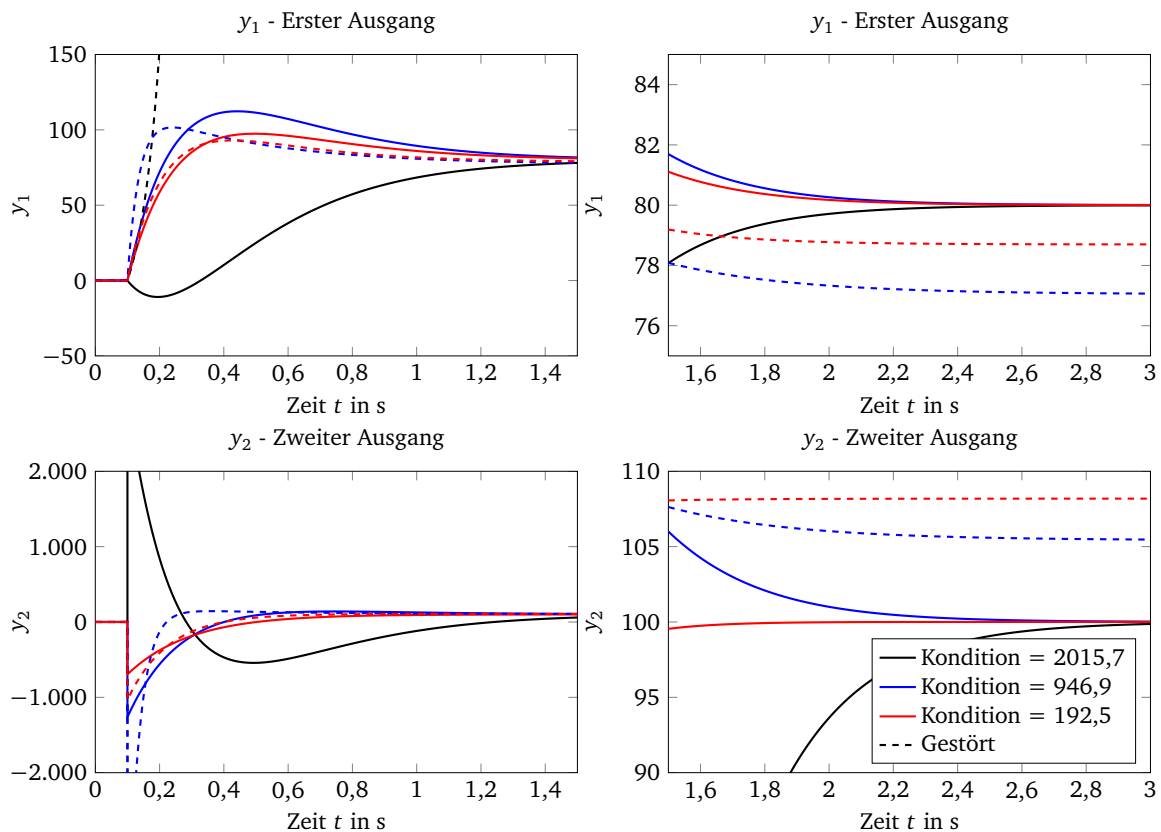 y₁ - Erster Ausgang
150
100
50
0
−50
y₁
0 0,2 0,4 0,6 0,8 1 1,2 1,4
Zeit t in s
y₁ - Erster Ausgang
84
82
80
78
76
y₁
1,6 1,8 2 2,2 2,4 2,6 2,8 3
Zeit t in s
y₂ - Zweiter Ausgang
2.000
1.000
0
−1.000
−2.000
y₂
0 0,2 0,4 0,6 0,8 1 1,2 1,4
Zeit t in s
y₂ - Zweiter Ausgang
110
105
100
95
90
y₂
1,6 1,8 2 2,2 2,4 2,6 2,8 3
Zeit t in s
Kondition = 2015,7
Kondition = 946,9
Kondition = 192,5
Gestört